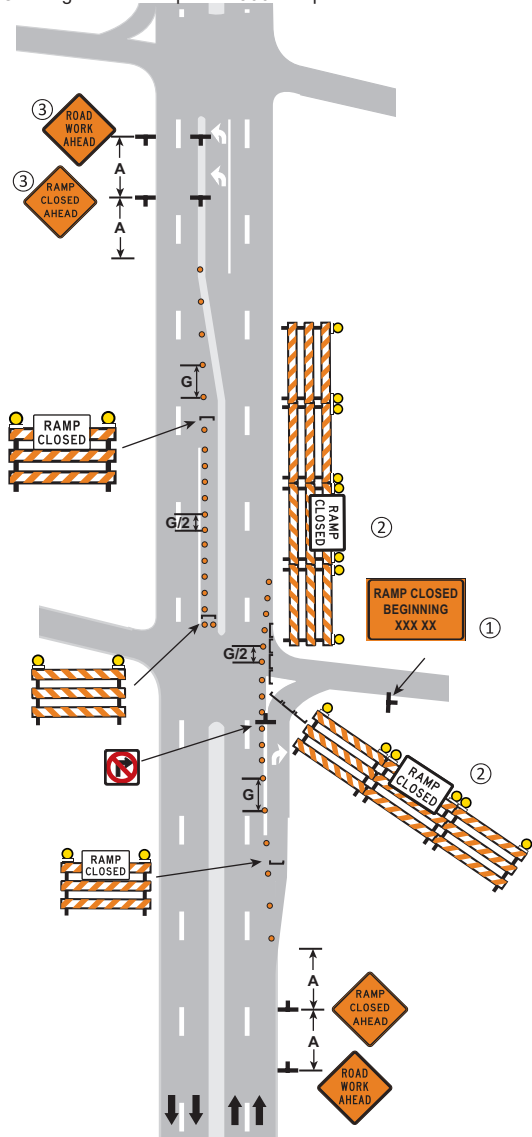 ③
ROAD
WORK
AHEAD
A
③
RAMP
CLOSED
AHEAD
A
G
RAMP
CLOSED
G/2
RAMP
CLOSED
②
RAMP CLOSED
BEGINNING
XXX XX
①
G/2
RAMP
CLOSED
②
G
RAMP
CLOSED
A
RAMP
CLOSED
AHEAD
A
ROAD
WORK
AHEAD